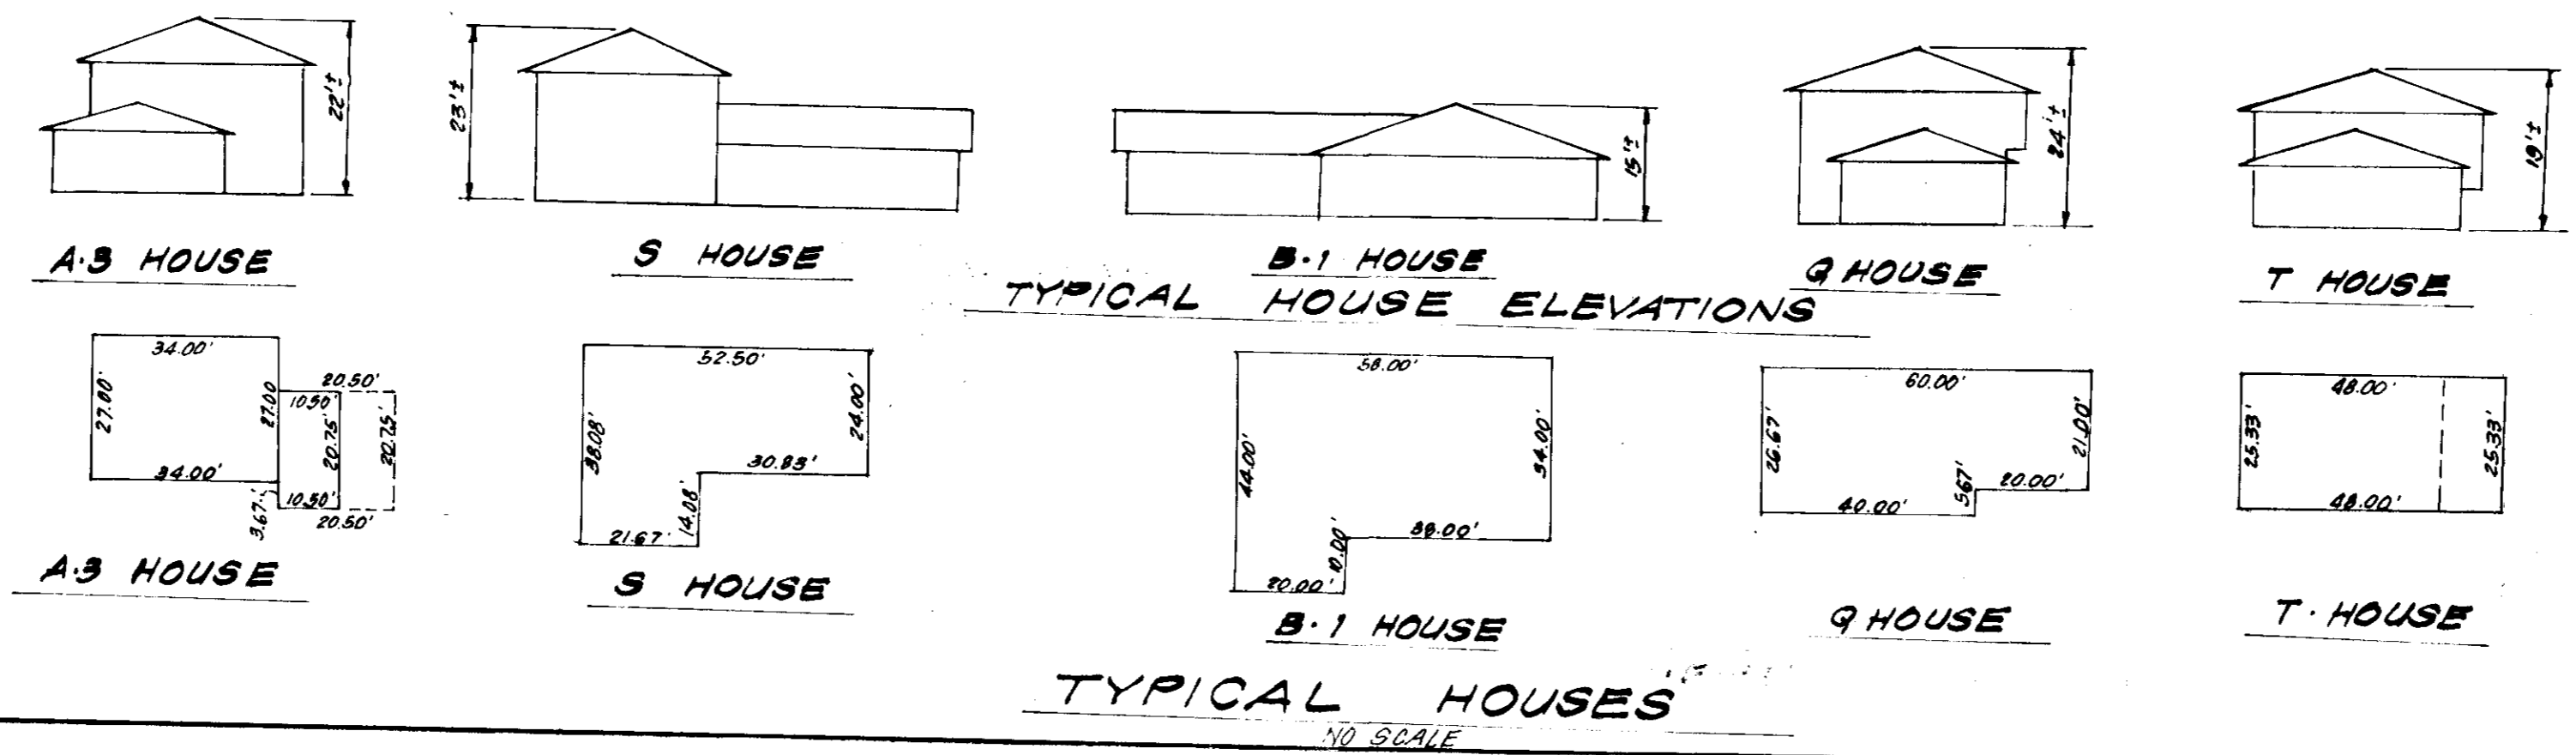 22'±
23'±
15'±
24'±
19'±
A·3 HOUSE
S HOUSE
B·1 HOUSE
Q HOUSE
T HOUSE
TYPICAL HOUSE ELEVATIONS
34.00'
27.00'
27.00
34.00'
20.50'
10.50'
20.75'
20.75'
10.50'
20.50'
3.67'
A·3 HOUSE
52.50'
38.08'
24.00'
30.83'
14.08'
21.67'
S HOUSE
58.00'
44.00'
34.00'
38.00'
10.00'
20.00'
B·1 HOUSE
60.00'
26.67'
21.00'
20.00'
5.67'
40.00'
Q HOUSE
48.00'
25.33'
25.33'
48.00'
T· HOUSE
TYPICAL HOUSES
NO SCALE